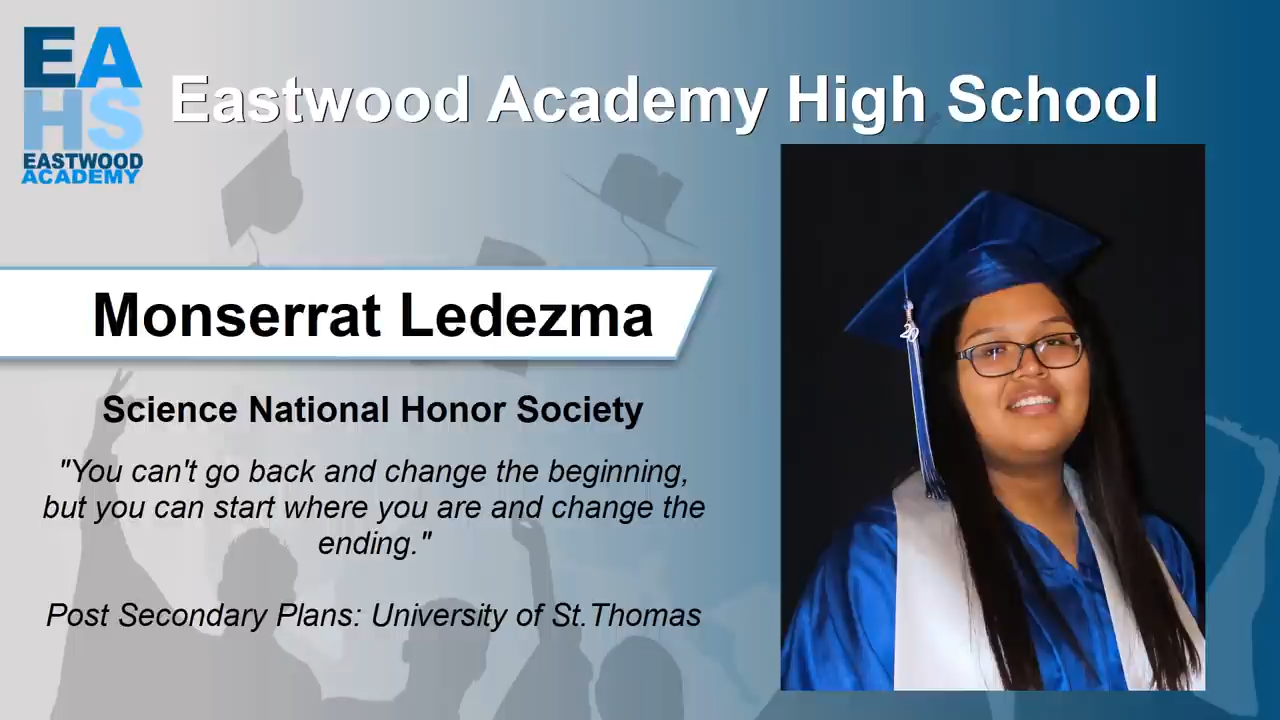 EA
HS
EASTWOOD
ACADEMY
Eastwood Academy High School
Monserrat Ledezma
Science National Honor Society
"You can't go back and change the beginning,
but you can start where you are and change the
ending."
Post Secondary Plans: University of St.Thomas
20